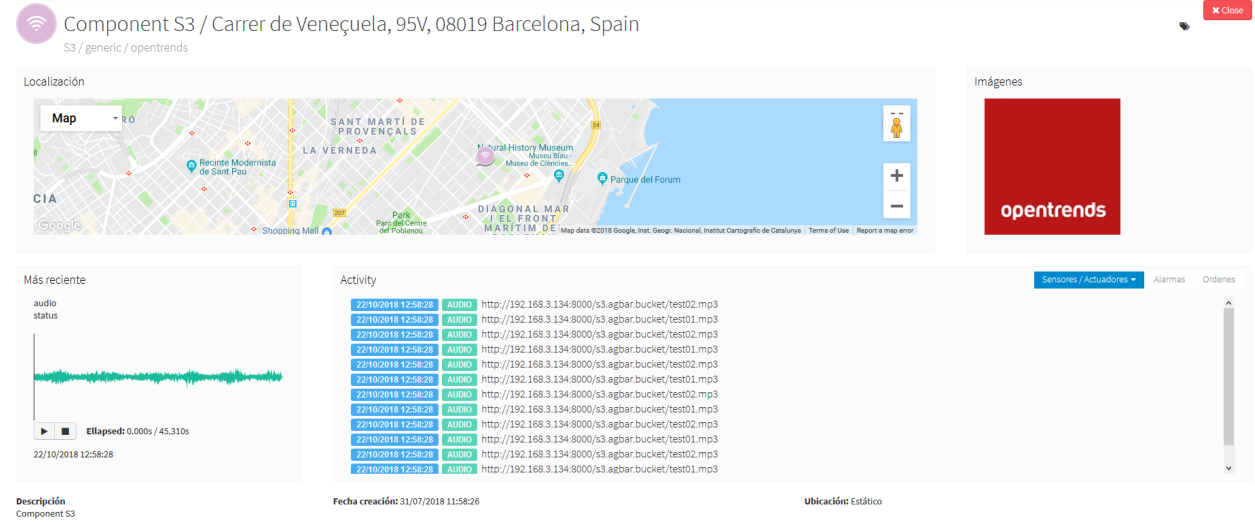 Component S3 / Carrer de Veneçuela, 95V, 08019 Barcelona, Spain
Close
S3 / generic / opentrends
Localización
Imágenes
Map
RO
SANT MARTÍ DE
PROVENÇALS
24
LA VERNEDA
Natural History Museum
Museu Blau -
Museu de Ciències...
Recinte Modernista
de Sant Pau
Parque del Forum
CIA
207
Park
Parc del Centre
del Poblenou
DIAGONAL MAR
I EL FRONT
MARÍTIM DE
Google
Shopping Mall
Map data ©2018 Google, Inst. Geogr. Nacional, Institut Cartogràfic de Catalunya
Terms of Use
Report a map error
opentrends
Más reciente
audio
status
Ellapsed: 0.000s / 45.310s
22/10/2018 12:58:28
Activity
Sensores / Actuadores
Alarmas
Ordenes
22/10/2018 12:58:28 AUDIO http://192.168.3.134:8000/s3.agbar.bucket/test02.mp3
22/10/2018 12:58:28 AUDIO http://192.168.3.134:8000/s3.agbar.bucket/test01.mp3
22/10/2018 12:58:28 AUDIO http://192.168.3.134:8000/s3.agbar.bucket/test02.mp3
22/10/2018 12:58:28 AUDIO http://192.168.3.134:8000/s3.agbar.bucket/test01.mp3
22/10/2018 12:58:28 AUDIO http://192.168.3.134:8000/s3.agbar.bucket/test02.mp3
22/10/2018 12:58:28 AUDIO http://192.168.3.134:8000/s3.agbar.bucket/test01.mp3
22/10/2018 12:58:28 AUDIO http://192.168.3.134:8000/s3.agbar.bucket/test02.mp3
22/10/2018 12:58:28 AUDIO http://192.168.3.134:8000/s3.agbar.bucket/test01.mp3
22/10/2018 12:58:28 AUDIO http://192.168.3.134:8000/s3.agbar.bucket/test02.mp3
22/10/2018 12:58:28 AUDIO http://192.168.3.134:8000/s3.agbar.bucket/test01.mp3
22/10/2018 12:58:28 AUDIO http://192.168.3.134:8000/s3.agbar.bucket/test02.mp3
22/10/2018 12:58:28 AUDIO http://192.168.3.134:8000/s3.agbar.bucket/test01.mp3
Descripción
Component S3
Fecha creación: 31/07/2018 11:58:26
Ubicación: Estático